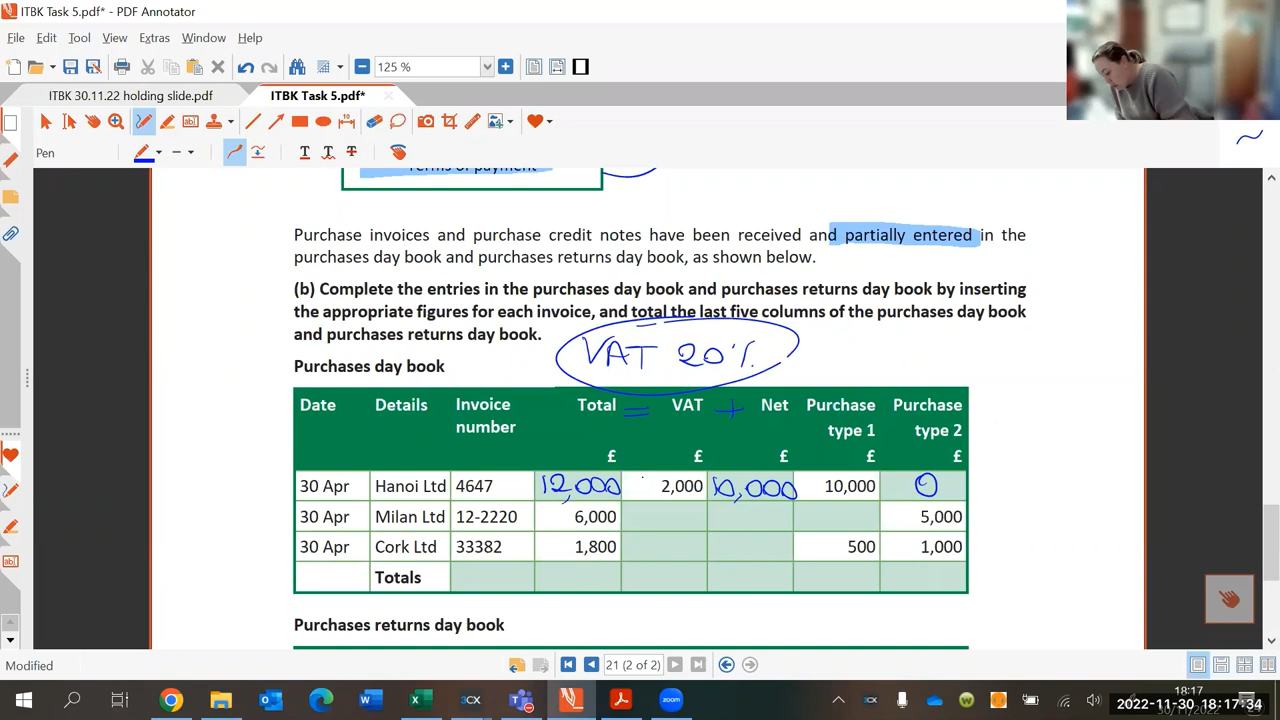 ITBK Task 5.pdf* - PDF Annotator
File Edit Tool View Extras Window Help
125 %
ITBK 30.11.22 holding slide.pdf ITBK Task 5.pdf*
Pen
Terms of payment
Purchase invoices and purchase credit notes have been received and partially entered in the
purchases day book and purchases returns day book, as shown below.
(b) Complete the entries in the purchases day book and purchases returns day book by inserting
the appropriate figures for each invoice, and total the last five columns of the purchases day book
and purchases returns day book.
VAT 20%
Purchases day book
Date Details Invoice number Total £ = VAT £ + Net £ Purchase type 1 £ Purchase type 2 £
30 Apr Hanoi Ltd 4647 12,000 2,000 10,000 10,000 0
30 Apr Milan Ltd 12-2220 6,000 5,000
30 Apr Cork Ltd 33382 1,800 500 1,000
Totals
Purchases returns day book
21 (2 of 2)
Modified
18:17
2022-11-30 18:17:34